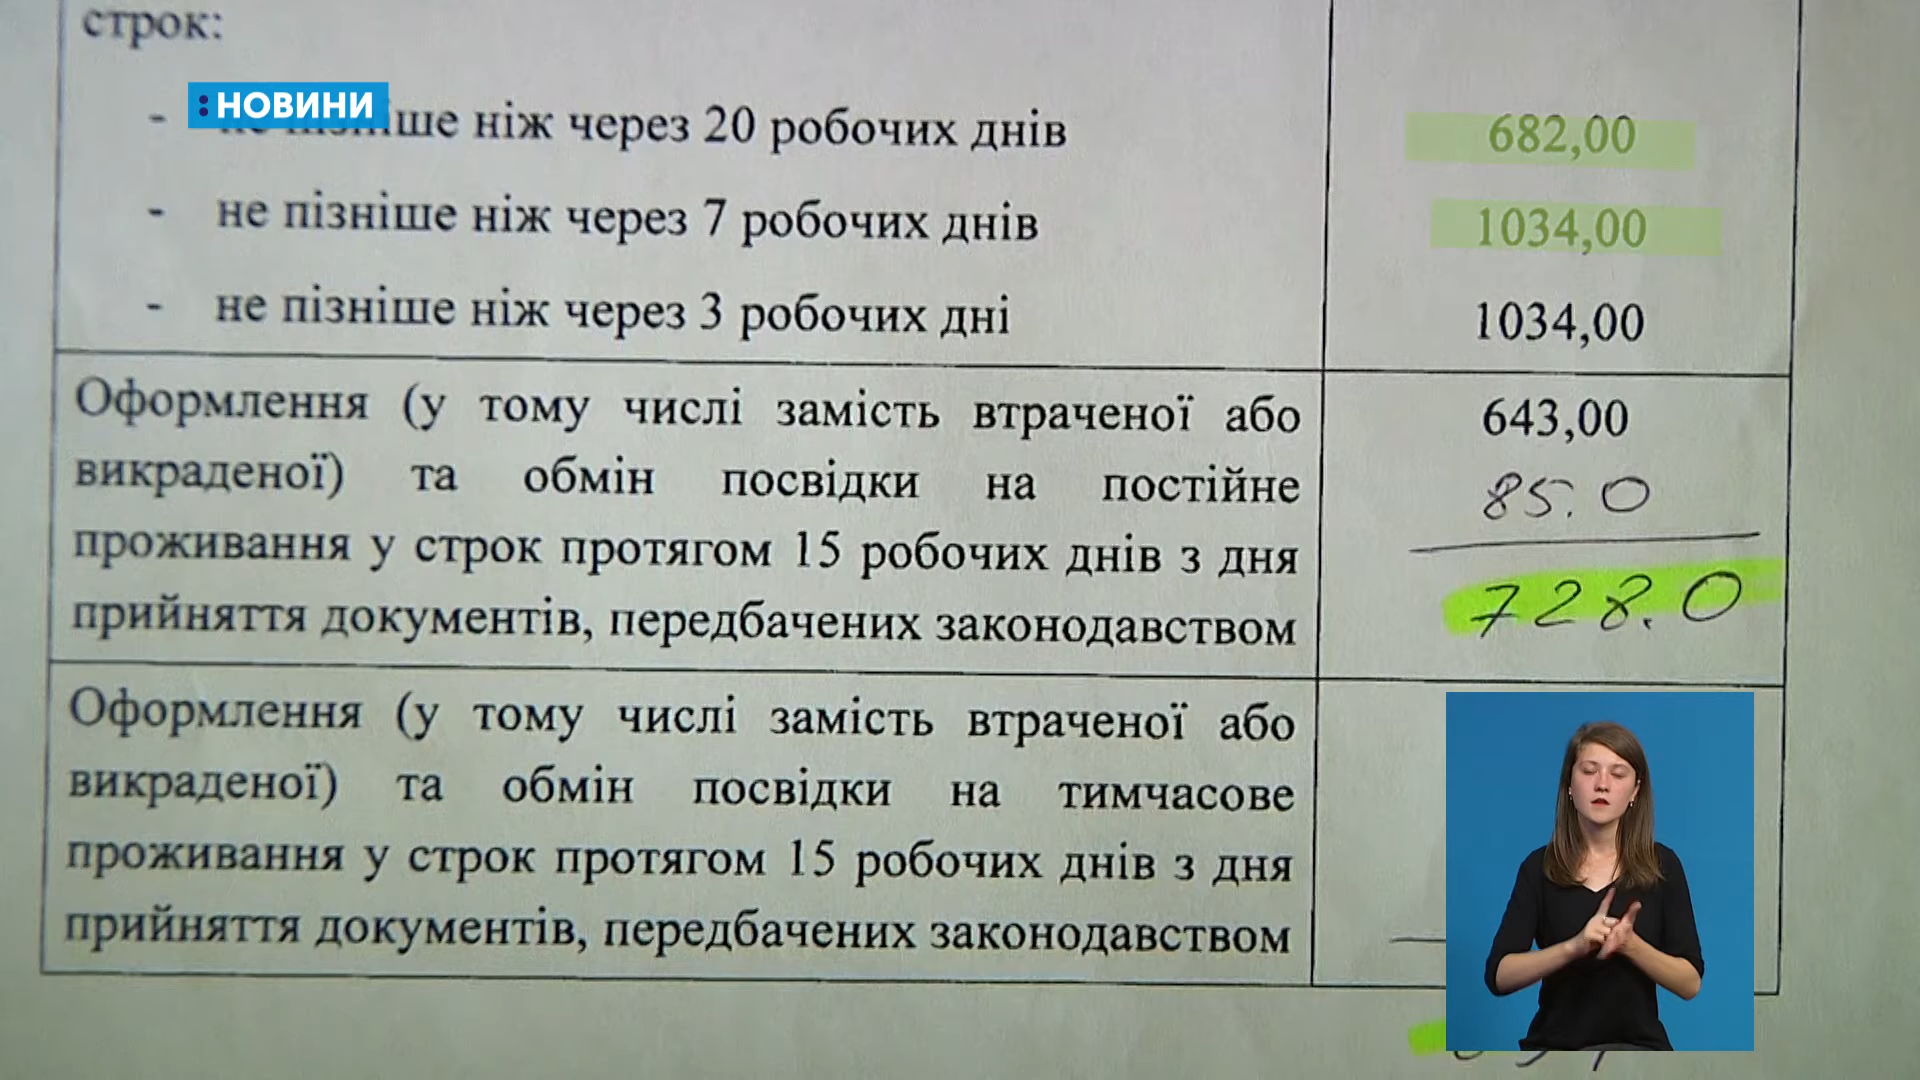 строк:
: НОВИНИ
- ніж через 20 робочих днів 682,00
- не пізніше ніж через 7 робочих днів 1034,00
- не пізніше ніж через 3 робочих дні 1034,00
Оформлення (у тому числі замість втраченої або 643,00
викраденої) та обмін посвідки на постійне 85.0
проживання у строк протягом 15 робочих днів з дня
прийняття документів, передбачених законодавством 728.0
Оформлення (у тому числі замість втраченої або
викраденої) та обмін посвідки на тимчасове
проживання у строк протягом 15 робочих днів з дня
прийняття документів, передбачених законодавством